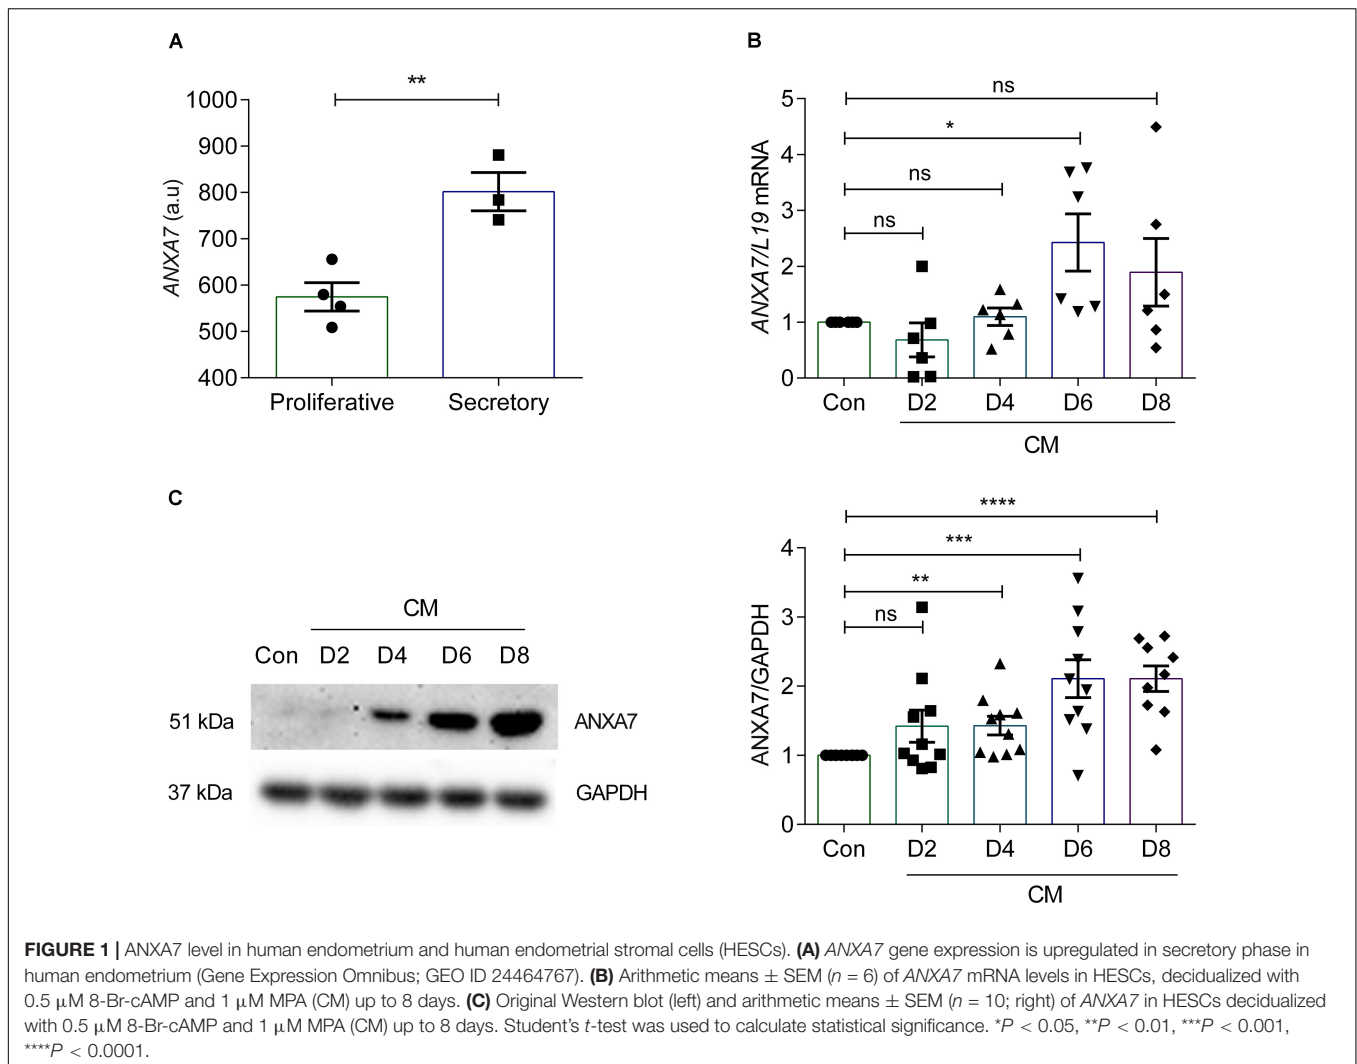 A
**
1000
900
800
700
600
500
400
ANXA7 (a.u)
Proliferative Secretory
B
ns
*
ns
ns
5
4
3
2
1
0
ANXA7/L19 mRNA
Con D2 D4 D6 D8
CM
C
CM
Con D2 D4 D6 D8
51 kDa ANXA7
37 kDa GAPDH
****
***
**
ns
4
3
2
1
0
ANXA7/GAPDH
Con D2 D4 D6 D8
CM
FIGURE 1 | ANXA7 level in human endometrium and human endometrial stromal cells (HESCs). (A) ANXA7 gene expression is upregulated in secretory phase in
human endometrium (Gene Expression Omnibus; GEO ID 24464767). (B) Arithmetic means ± SEM (n = 6) of ANXA7 mRNA levels in HESCs, decidualized with
0.5 μM 8-Br-cAMP and 1 μM MPA (CM) up to 8 days. (C) Original Western blot (left) and arithmetic means ± SEM (n = 10; right) of ANXA7 in HESCs decidualized
with 0.5 μM 8-Br-cAMP and 1 μM MPA (CM) up to 8 days. Student's t-test was used to calculate statistical significance. *P < 0.05, **P < 0.01, ***P < 0.001,
****P < 0.0001.